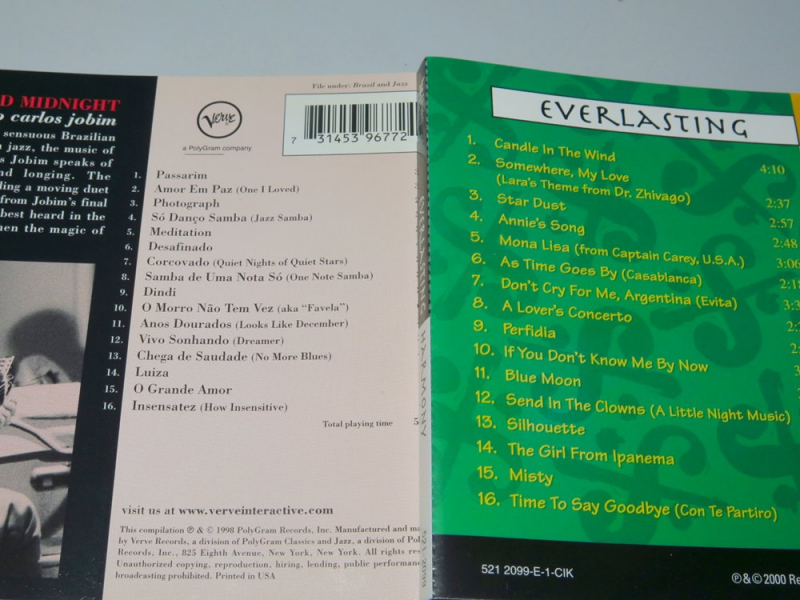 D MIDNIGHT
carlos jobim
sensuous Brazilian
jazz, the music of
Jobim speaks of
longing. The
a moving duet
from Jobim's final
best heard in the
the magic of
File under: Brazil and Jazz
Verve
a PolyGram company
7 31453 96772
1. Passarim
2. Amor Em Paz (One I Loved)
3. Photograph
4. Só Danço Samba (Jazz Samba)
5. Meditation
6. Desafinado
7. Corcovado (Quiet Nights of Quiet Stars)
8. Samba de Uma Nota Só (One Note Samba)
9. Dindi
10. O Morro Não Tem Vez (aka "Favela")
11. Anos Dourados (Looks Like December)
12. Vivo Sonhando (Dreamer)
13. Chega de Saudade (No More Blues)
14. Luiza
15. O Grande Amor
16. Insensatez (How Insensitive)
Total playing time 5
visit us at www.verveinteractive.com
This compilation ℗ & © 1998 PolyGram Records, Inc. Manufactured and
by Verve Records, a division of PolyGram Classics and Jazz, a division of
Records, Inc., 825 Eighth Avenue, New York, New York. All rights
Unauthorized copying, reproduction, hiring, lending, public
broadcasting prohibited. Printed in USA
HARMONY
EVERLASTING
1. Candle In The Wind 4:10
2. Somewhere, My Love
(Lara's Theme from Dr. Zhivago) 2:37
3. Star Dust 2:57
4. Annie's Song 2:48
5. Mona Lisa (from Captain Carey, U.S.A.) 3:06
6. As Time Goes By (Casablanca)
7. Don't Cry For Me, Argentina (Evita)
8. A Lover's Concerto
9. Perfidia
10. If You Don't Know Me By Now
11. Blue Moon
12. Send In The Clowns (A Little Night Music)
13. Silhouette
14. The Girl From Ipanema
15. Misty
16. Time To Say Goodbye (Con Te Partiro)
521 2099-E-1-CIK
℗&© 2000